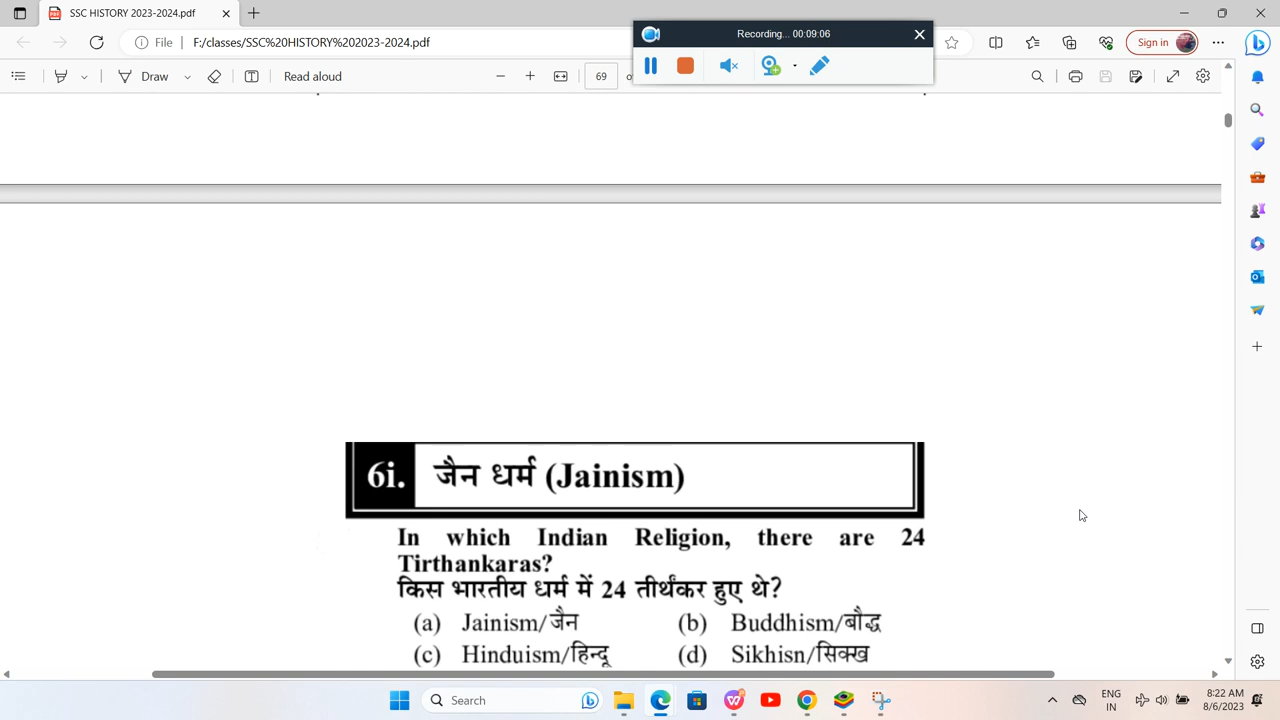 SSC HISTORY 2023-2024.pdf
Recording... 00:09:06
File
F:/classes/SSC%20HISTORY%202023-2024.pdf
Sign in
Draw
Read aloud
69
6i. जैन धर्म (Jainism)
In which Indian Religion, there are 24
Tirthankaras?
किस भारतीय धर्म में 24 तीर्थंकर हुए थे?
(a) Jainism/जैन (b) Buddhism/बौद्ध
(c) Hinduism/हिन्दू (d) Sikhisn/सिक्ख
Search
ENG
IN
8:22 AM
8/6/2023